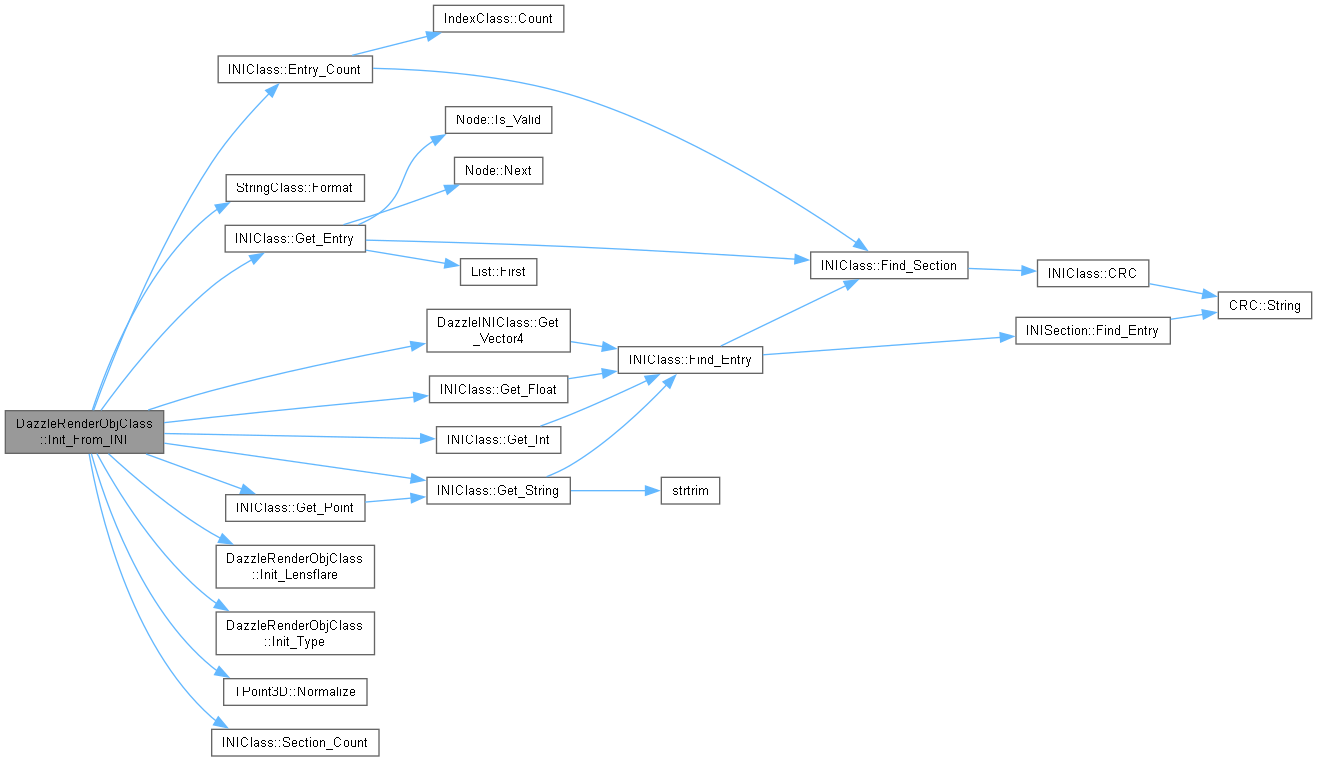 IndexClass::Count
INIClass::Entry_Count
Node::Is_Valid
Node::Next
StringClass::Format
INIClass::Get_Entry
List::First
INIClass::Find_Section
INIClass::CRC
CRC::String
DazzleINIClass::Get
_Vector4
INISection::Find_Entry
INIClass::Find_Entry
INIClass::Get_Float
DazzleRenderObjClass
::Init_From_INI
INIClass::Get_Int
INIClass::Get_String
strtrim
INIClass::Get_Point
DazzleRenderObjClass
::Init_Lensflare
DazzleRenderObjClass
::Init_Type
TPoint3D::Normalize
INIClass::Section_Count